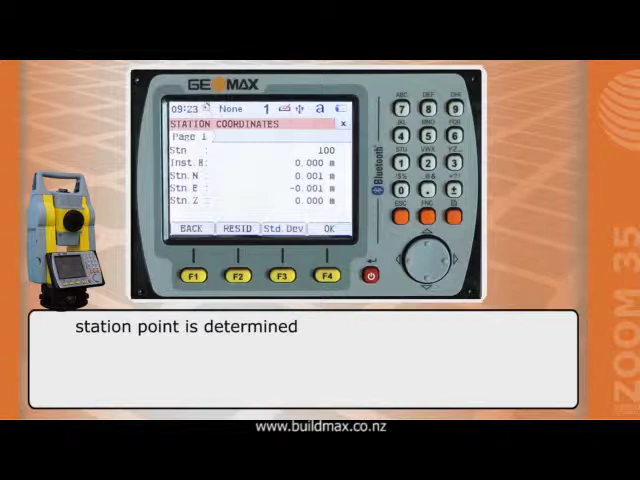 GEOMAX
09:23 None 1 a
STATION COORDINATES x
Page 1
Stn : 100
Inst.H: 0.000 m
Stn.N : 0.001 m
Stn.E : -0.001 m
Stn.Z : 0.000 m
BACK RESID Std.Dev OK
F1 F2 F3 F4
Bluetooth
ABC DEF GHI
7 8 9
JKL MNO PQR
4 5 6
STU VWX YZ
1 2 3
0 . ±
ESC FNC
station point is determined
www.buildmax.co.nz
ZOOM 35